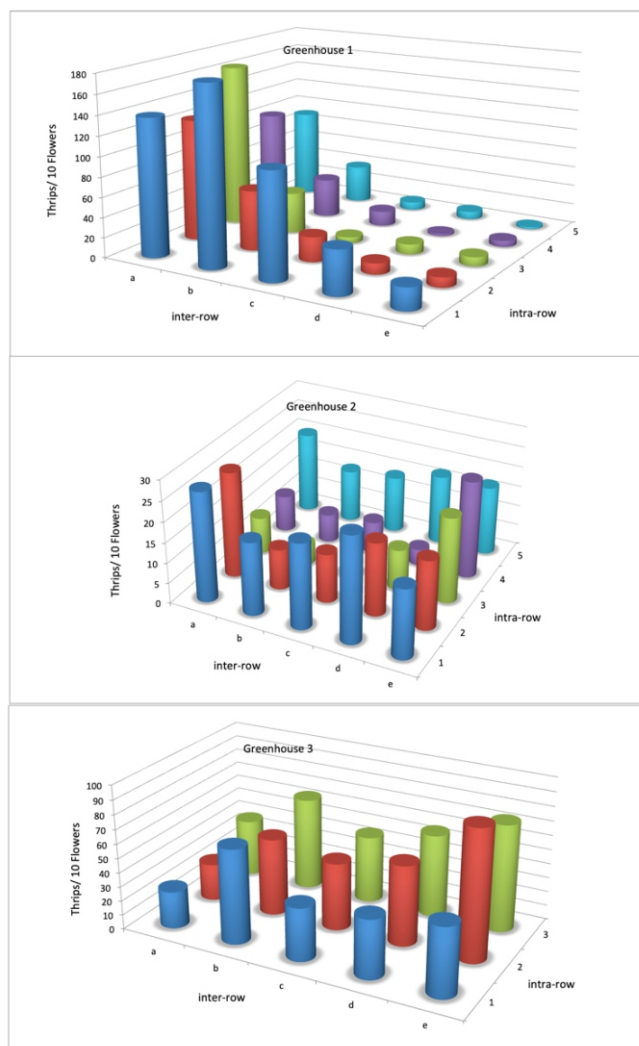 Greenhouse 1
Thrips/ 10 Flowers
180
160
140
120
100
80
60
40
20
0
a
b
c
d
e
inter-row
1
2
3
4
5
intra-row
Greenhouse 2
Thrips/ 10 Flowers
30
25
20
15
10
5
0
a
b
c
d
e
inter-row
1
2
3
4
5
intra-row
Greenhouse 3
Thrips/ 10 Flowers
100
90
80
70
60
50
40
30
20
10
0
a
b
c
d
e
inter-row
1
2
3
intra-row